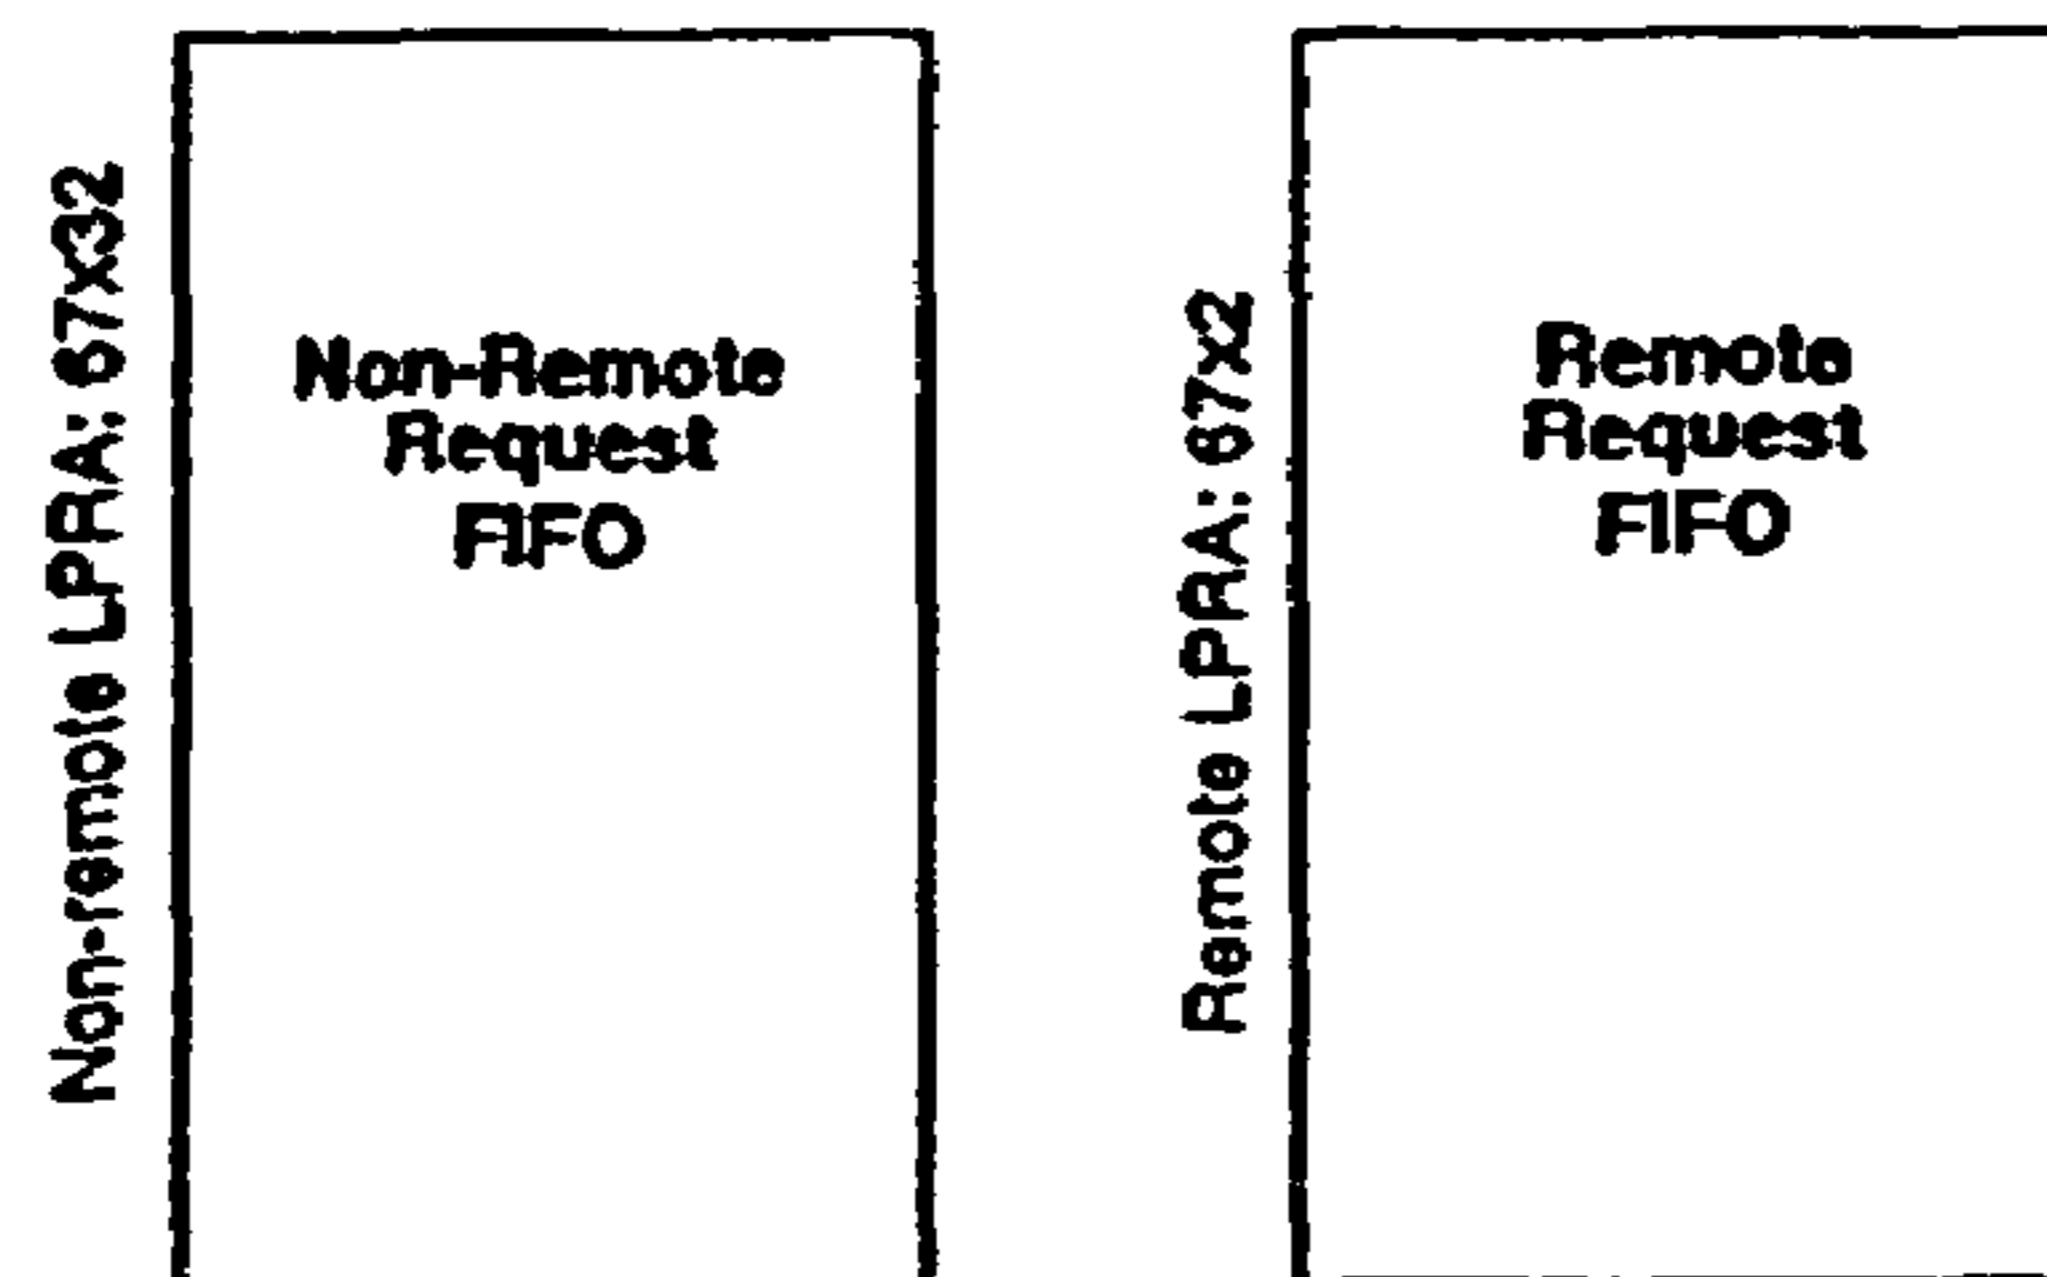 Non-remote LPRA: 67x32
Non-Remote
Request
FIFO
Remote LPRA: 67x2
Remote
Request
FIFO